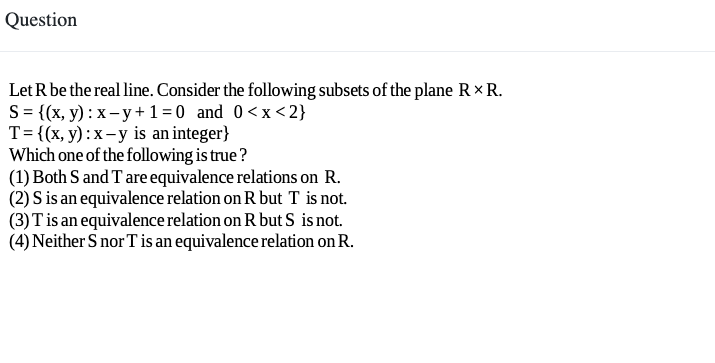 Question
Let R be the real line. Consider the following subsets of the plane R × R.
S = {(x, y) : x – y + 1 = 0 and 0 < x < 2}
T = {(x, y) : x – y is an integer}
Which one of the following is true ?
(1) Both S and T are equivalence relations on R.
(2) S is an equivalence relation on R but T is not.
(3) T is an equivalence relation on R but S is not.
(4) Neither S nor T is an equivalence relation on R.